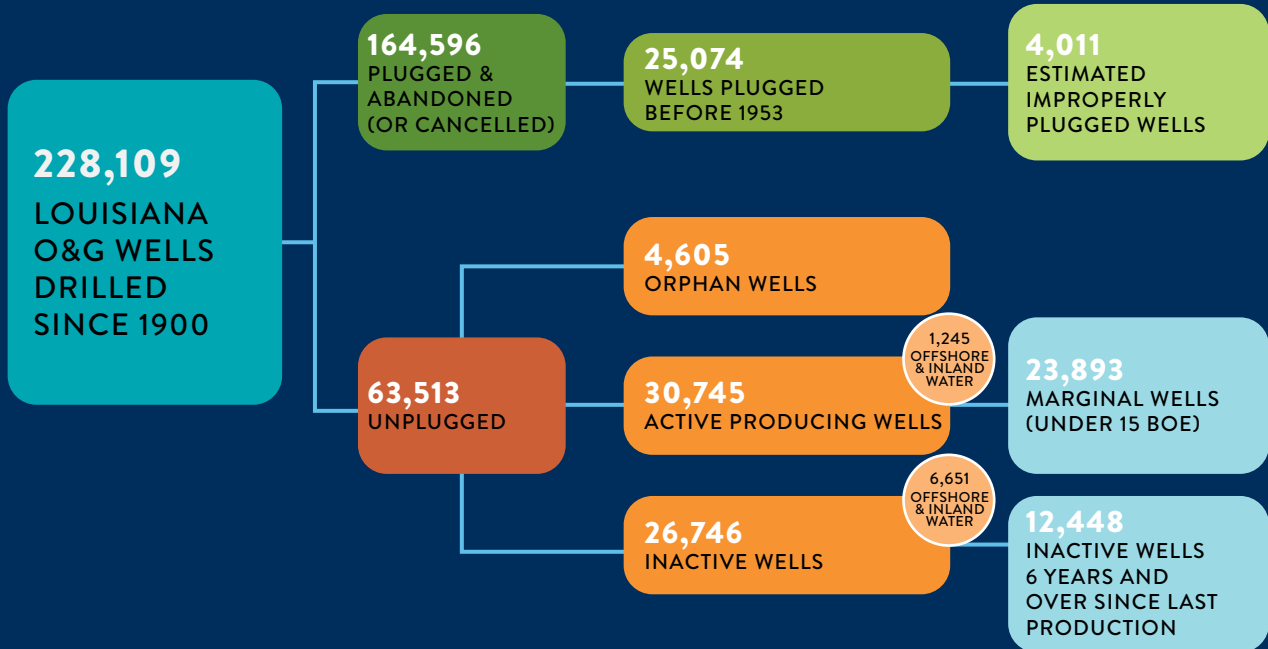 228,109
LOUISIANA
O&G WELLS
DRILLED
SINCE 1900
164,596
PLUGGED &
ABANDONED
(OR CANCELLED)
25,074
WELLS PLUGGED
BEFORE 1953
4,011
ESTIMATED
IMPROPERLY
PLUGGED WELLS
63,513
UNPLUGGED
4,605
ORPHAN WELLS
30,745
ACTIVE PRODUCING WELLS
1,245
OFFSHORE
& INLAND
WATER
23,893
MARGINAL WELLS
(UNDER 15 BOE)
26,746
INACTIVE WELLS
6,651
OFFSHORE
& INLAND
WATER
12,448
INACTIVE WELLS
6 YEARS AND
OVER SINCE LAST
PRODUCTION